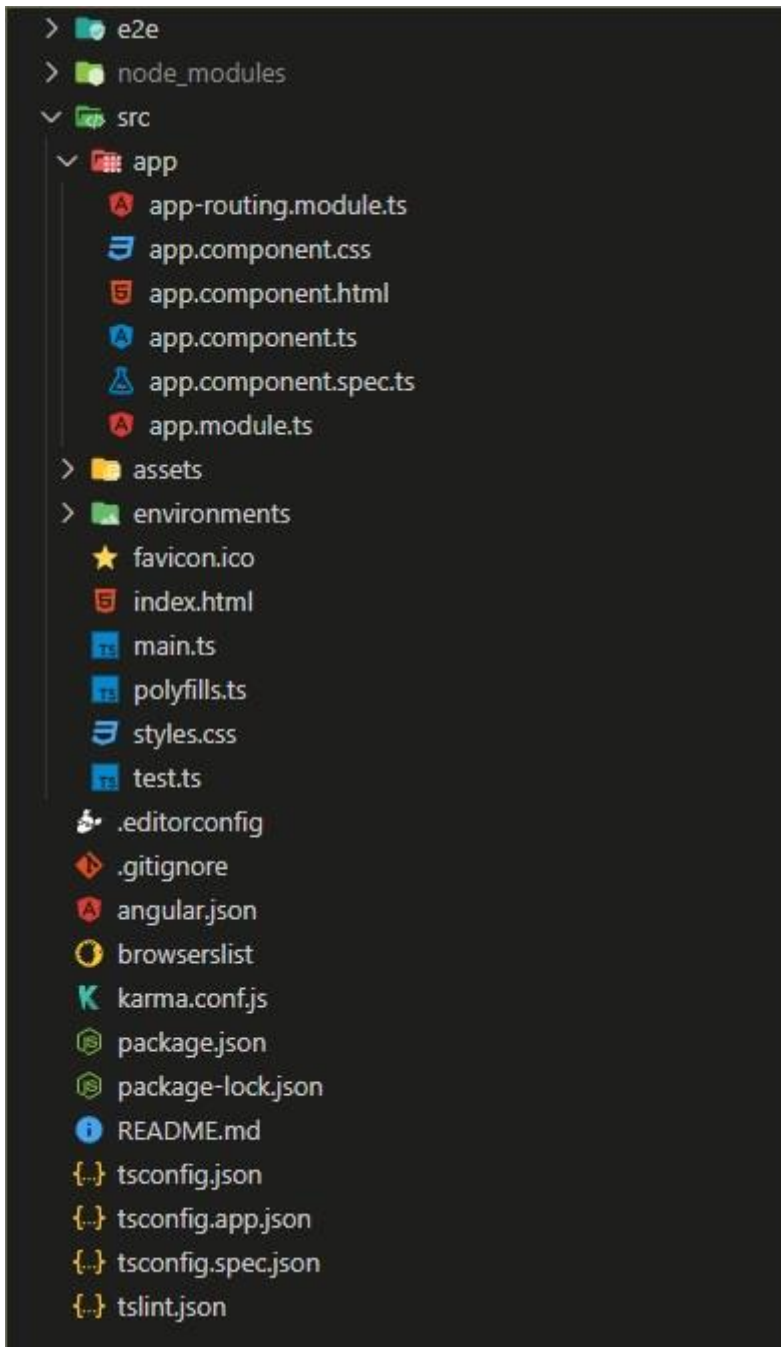 e2e
node_modules
src
app
app-routing.module.ts
app.component.css
app.component.html
app.component.ts
app.component.spec.ts
app.module.ts
assets
environments
favicon.ico
index.html
main.ts
polyfills.ts
styles.css
test.ts
.editorconfig
.gitignore
angular.json
browserslist
karma.conf.js
package.json
package-lock.json
README.md
tsconfig.json
tsconfig.app.json
tsconfig.spec.json
tslint.json